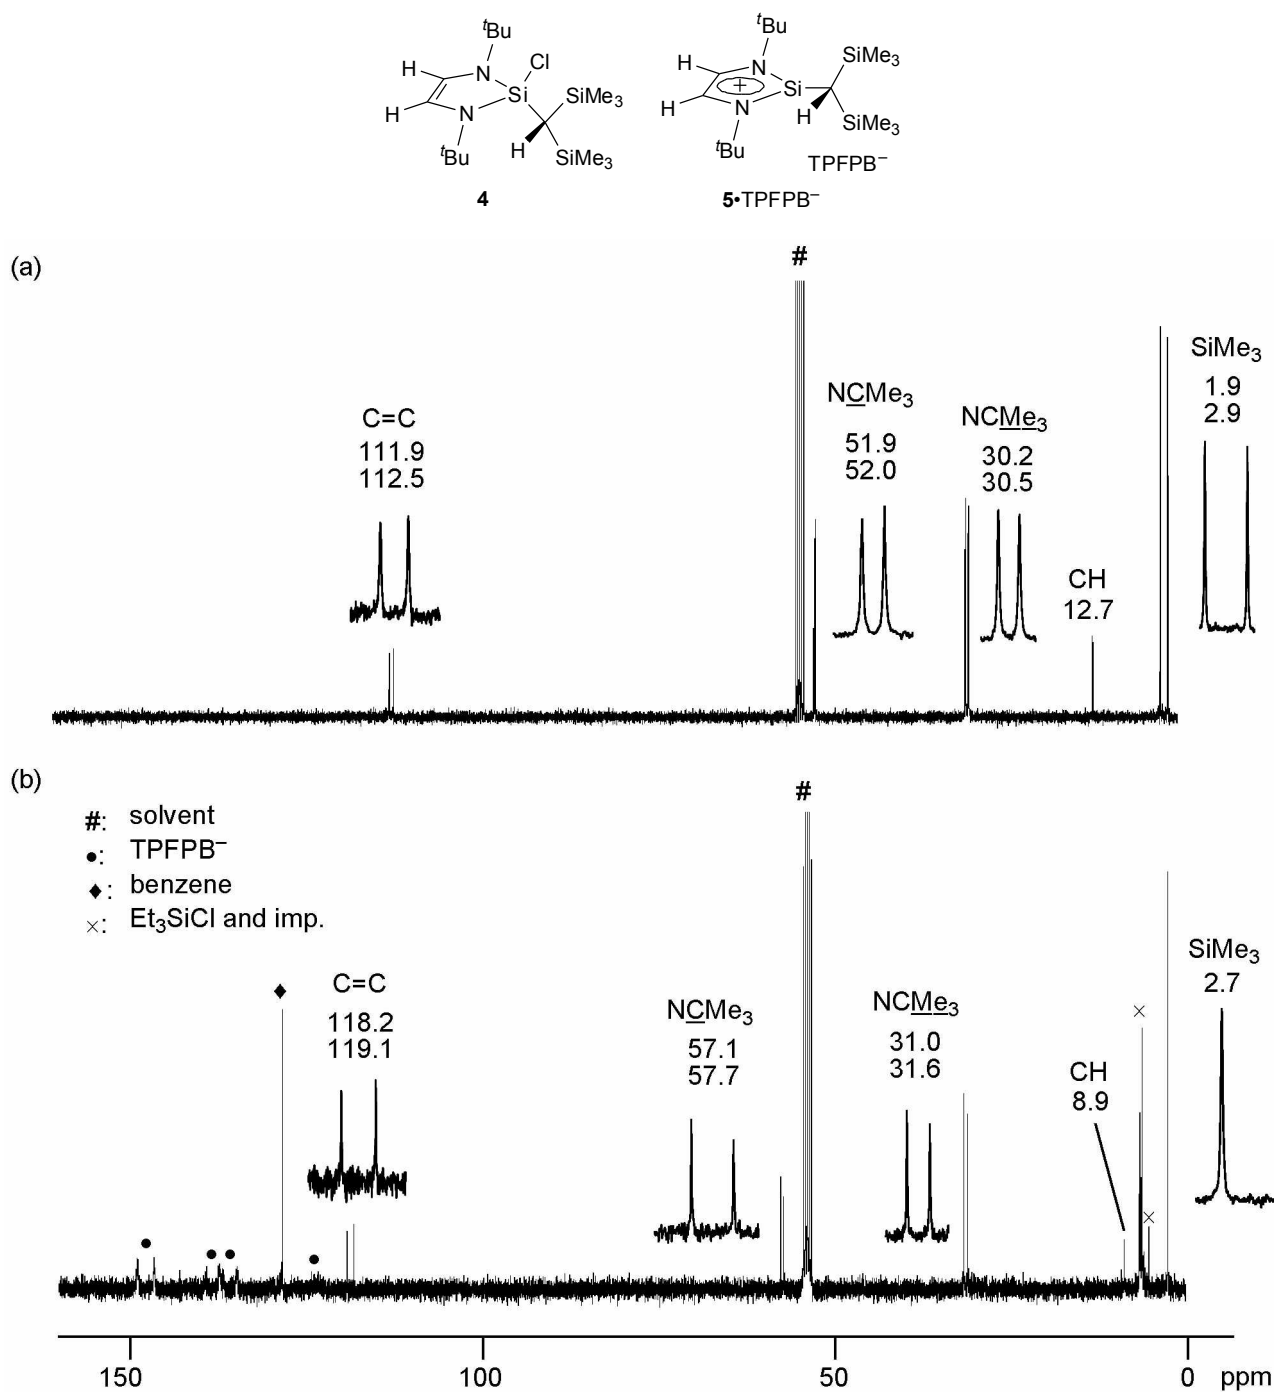 ᵗBu
N
Cl
H
Si
SiMe₃
H
N
ᵗBu
H
SiMe₃
4
ᵗBu
SiMe₃
H
N
+
Si
H
N
H
SiMe₃
ᵗBu
TPFPB⁻
5•TPFPB⁻
(a)
#
SiMe₃
1.9
2.9
C=C
111.9
112.5
NCMe₃
51.9
52.0
NCMe₃
30.2
30.5
CH
12.7
(b)
#
#: solvent
●: TPFPB⁻
♦: benzene
×: Et₃SiCl and imp.
C=C
118.2
119.1
NCMe₃
57.1
57.7
NCMe₃
31.0
31.6
CH
8.9
SiMe₃
2.7
150 100 50 0 ppm